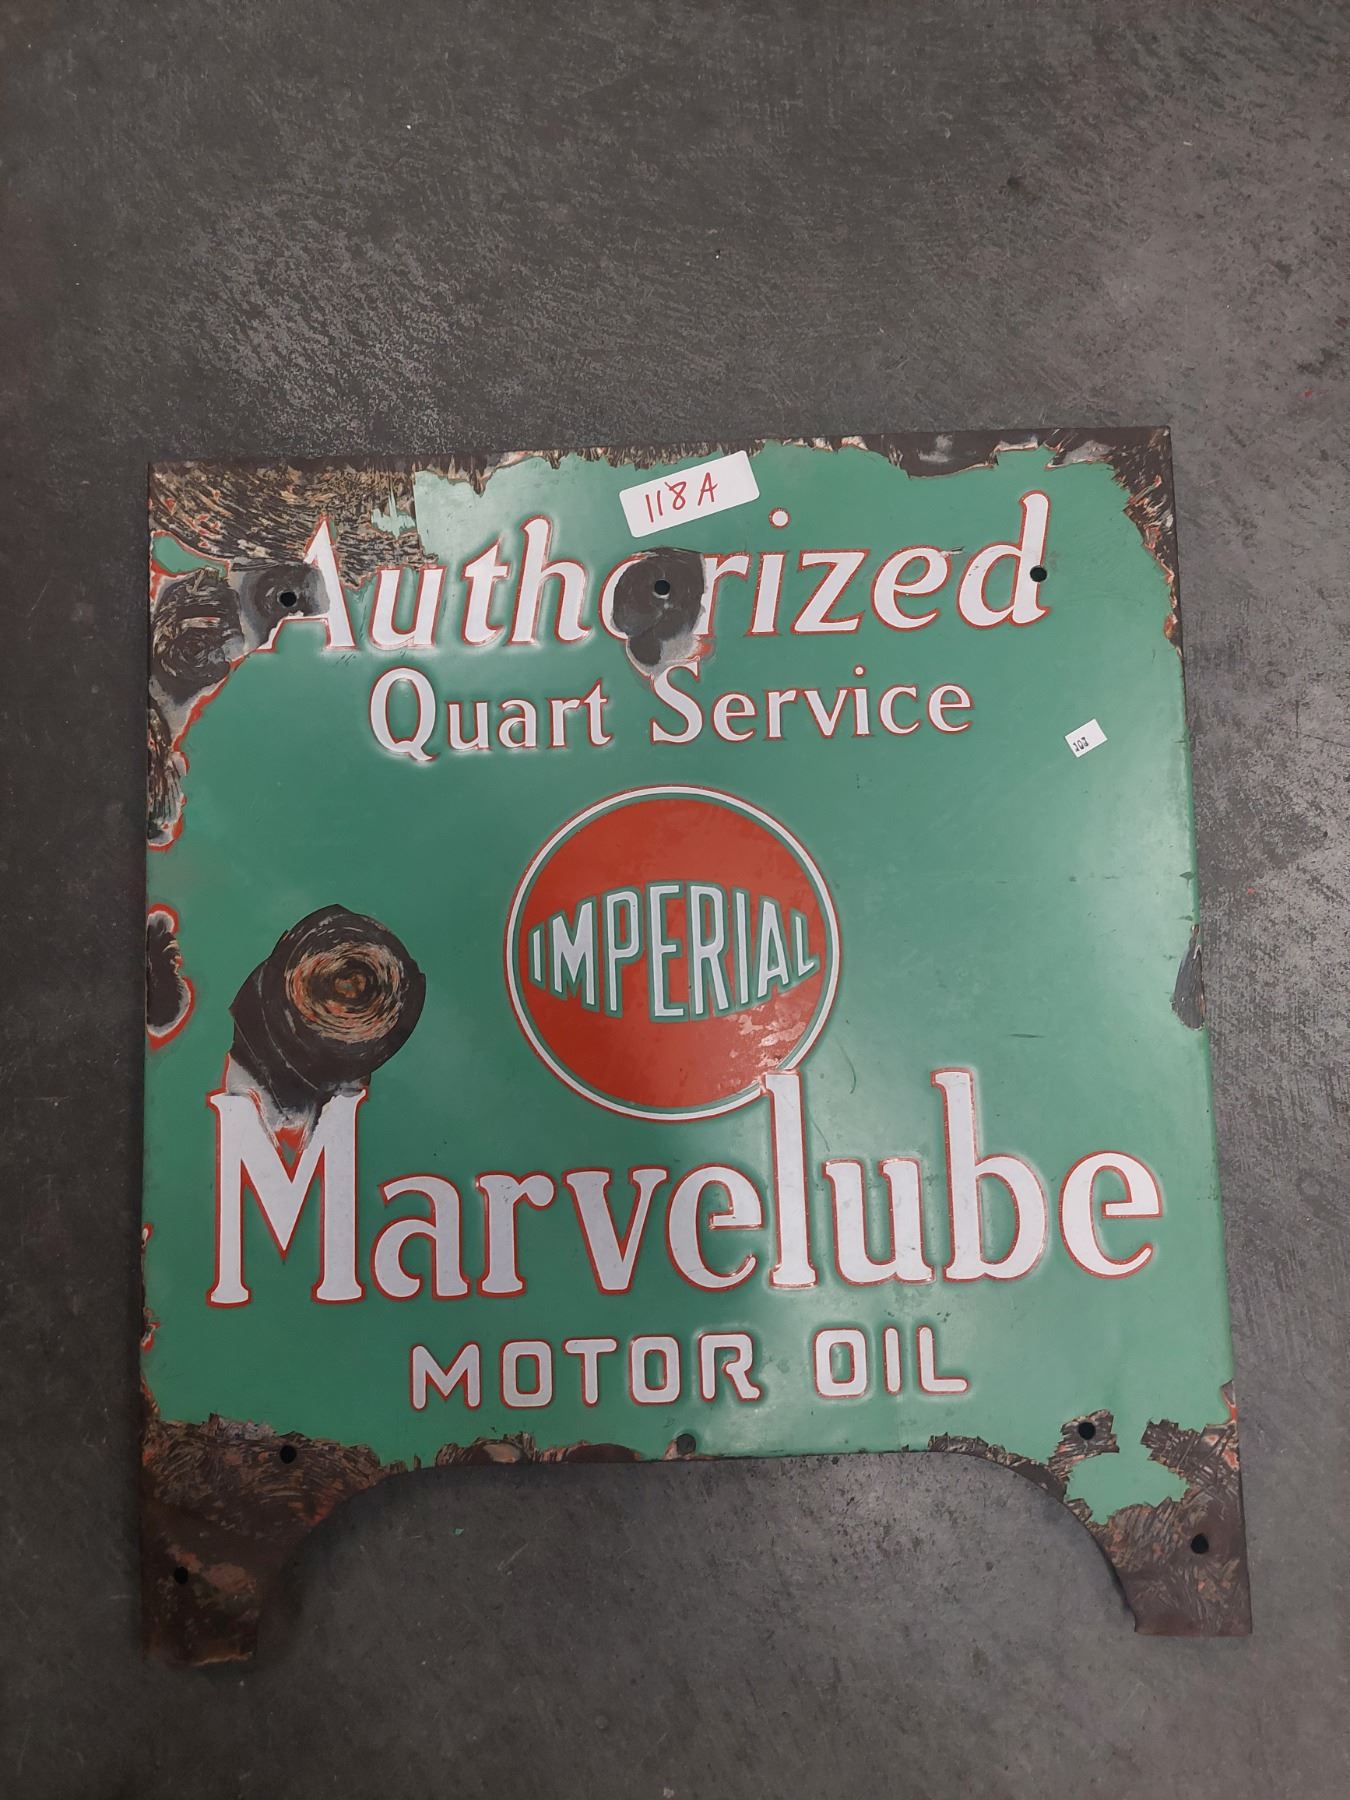 118A
Authorized
Quart Service
IMPERIAL
Marvelube
MOTOR OIL